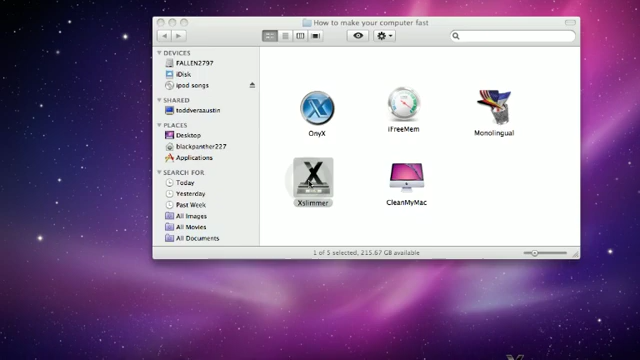 How to make your computer fast
DEVICES
FALLEN2797
iDisk
ipod songs
SHARED
toddveraaustin
PLACES
Desktop
blackpanther227
Applications
SEARCH FOR
Today
Yesterday
Past Week
All Images
All Movies
All Documents
OnyX
iFreeMem
Monolingual
Xslimmer
CleanMyMac
1 of 5 selected, 215.67 GB available